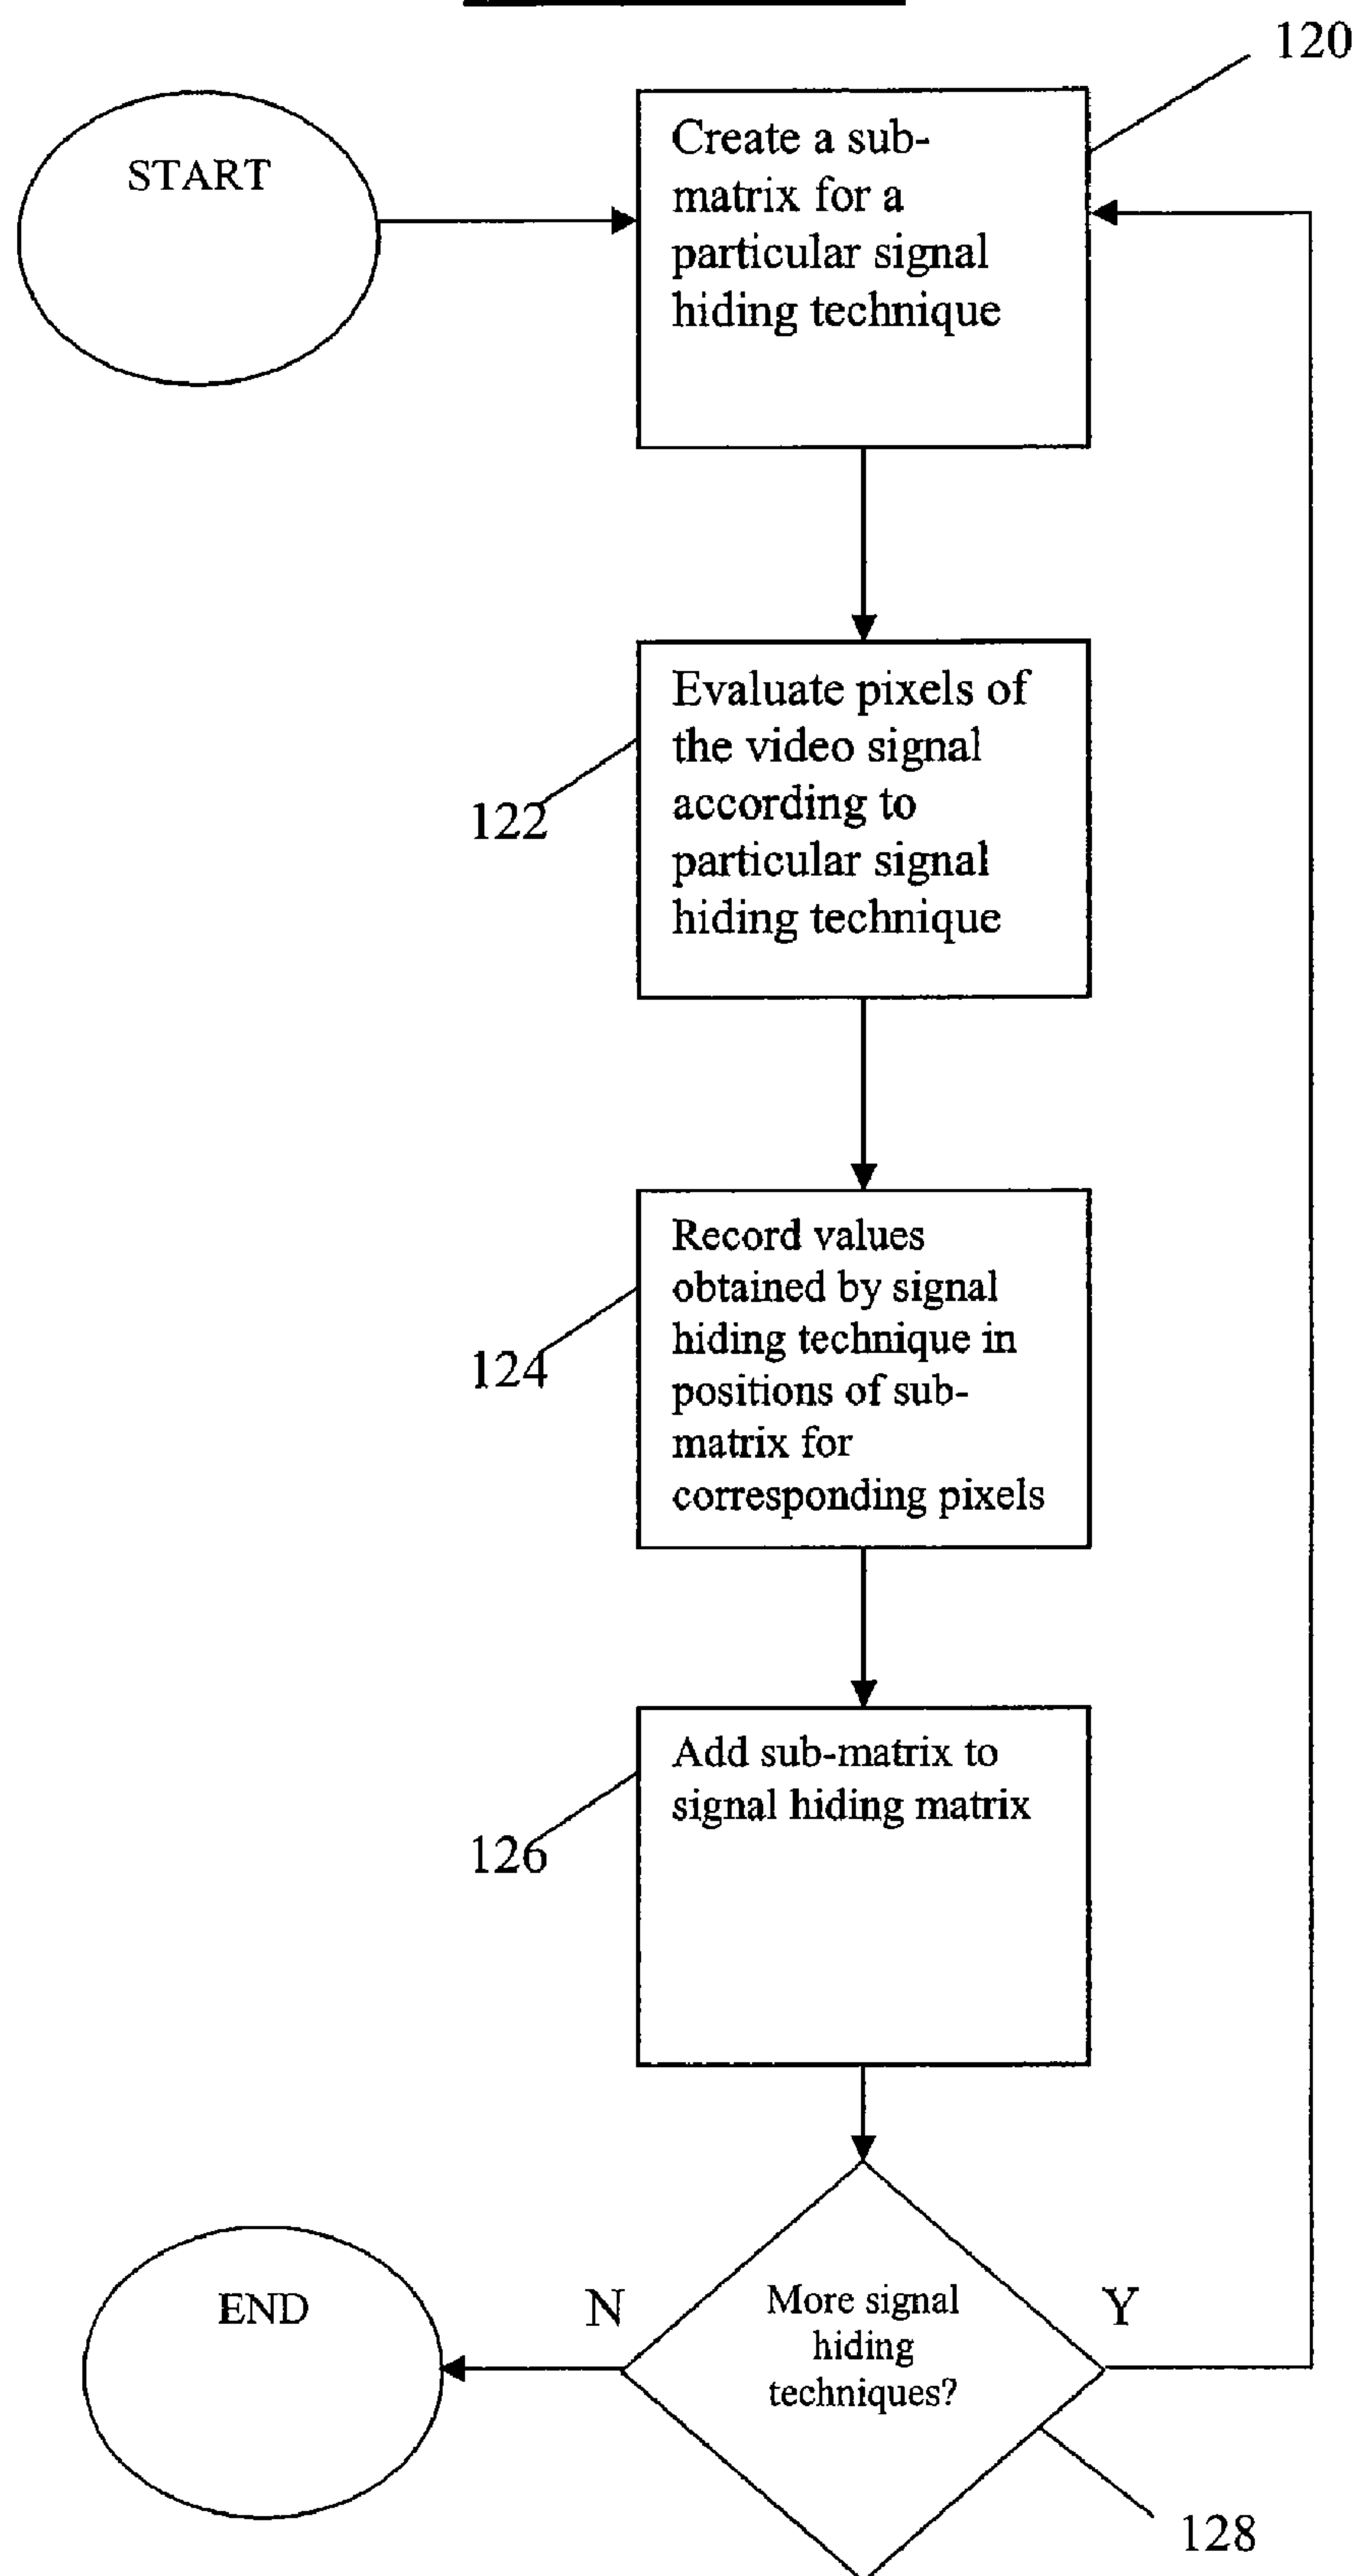 120
START
Create a sub-
matrix for a
particular signal
hiding technique
Evaluate pixels of
the video signal
according to
particular signal
hiding technique
122
Record values
obtained by signal
hiding technique in
positions of sub-
matrix for
corresponding pixels
124
Add sub-matrix to
signal hiding matrix
126
END
N
More signal
hiding
techniques?
Y
128